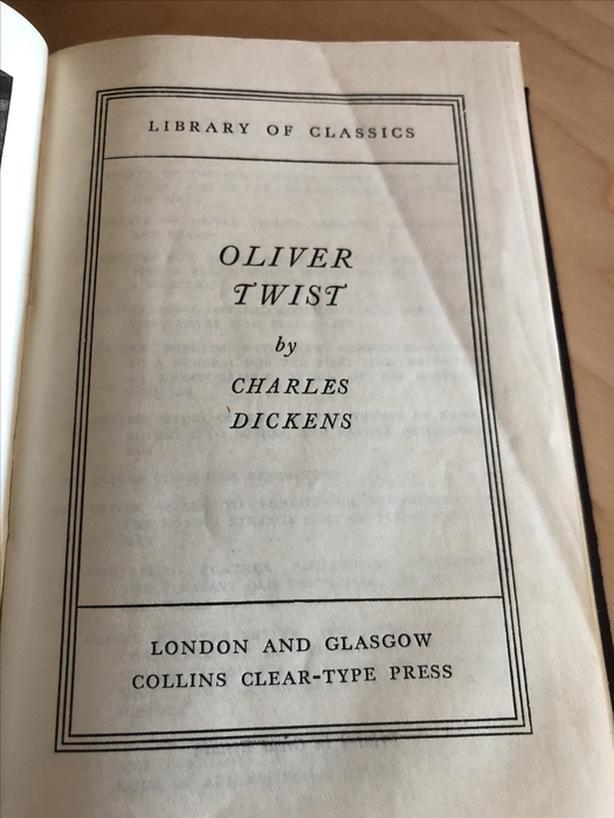 LIBRARY OF CLASSICS
OLIVER
TWIST
by
CHARLES
DICKENS
LONDON AND GLASGOW
COLLINS CLEAR-TYPE PRESS